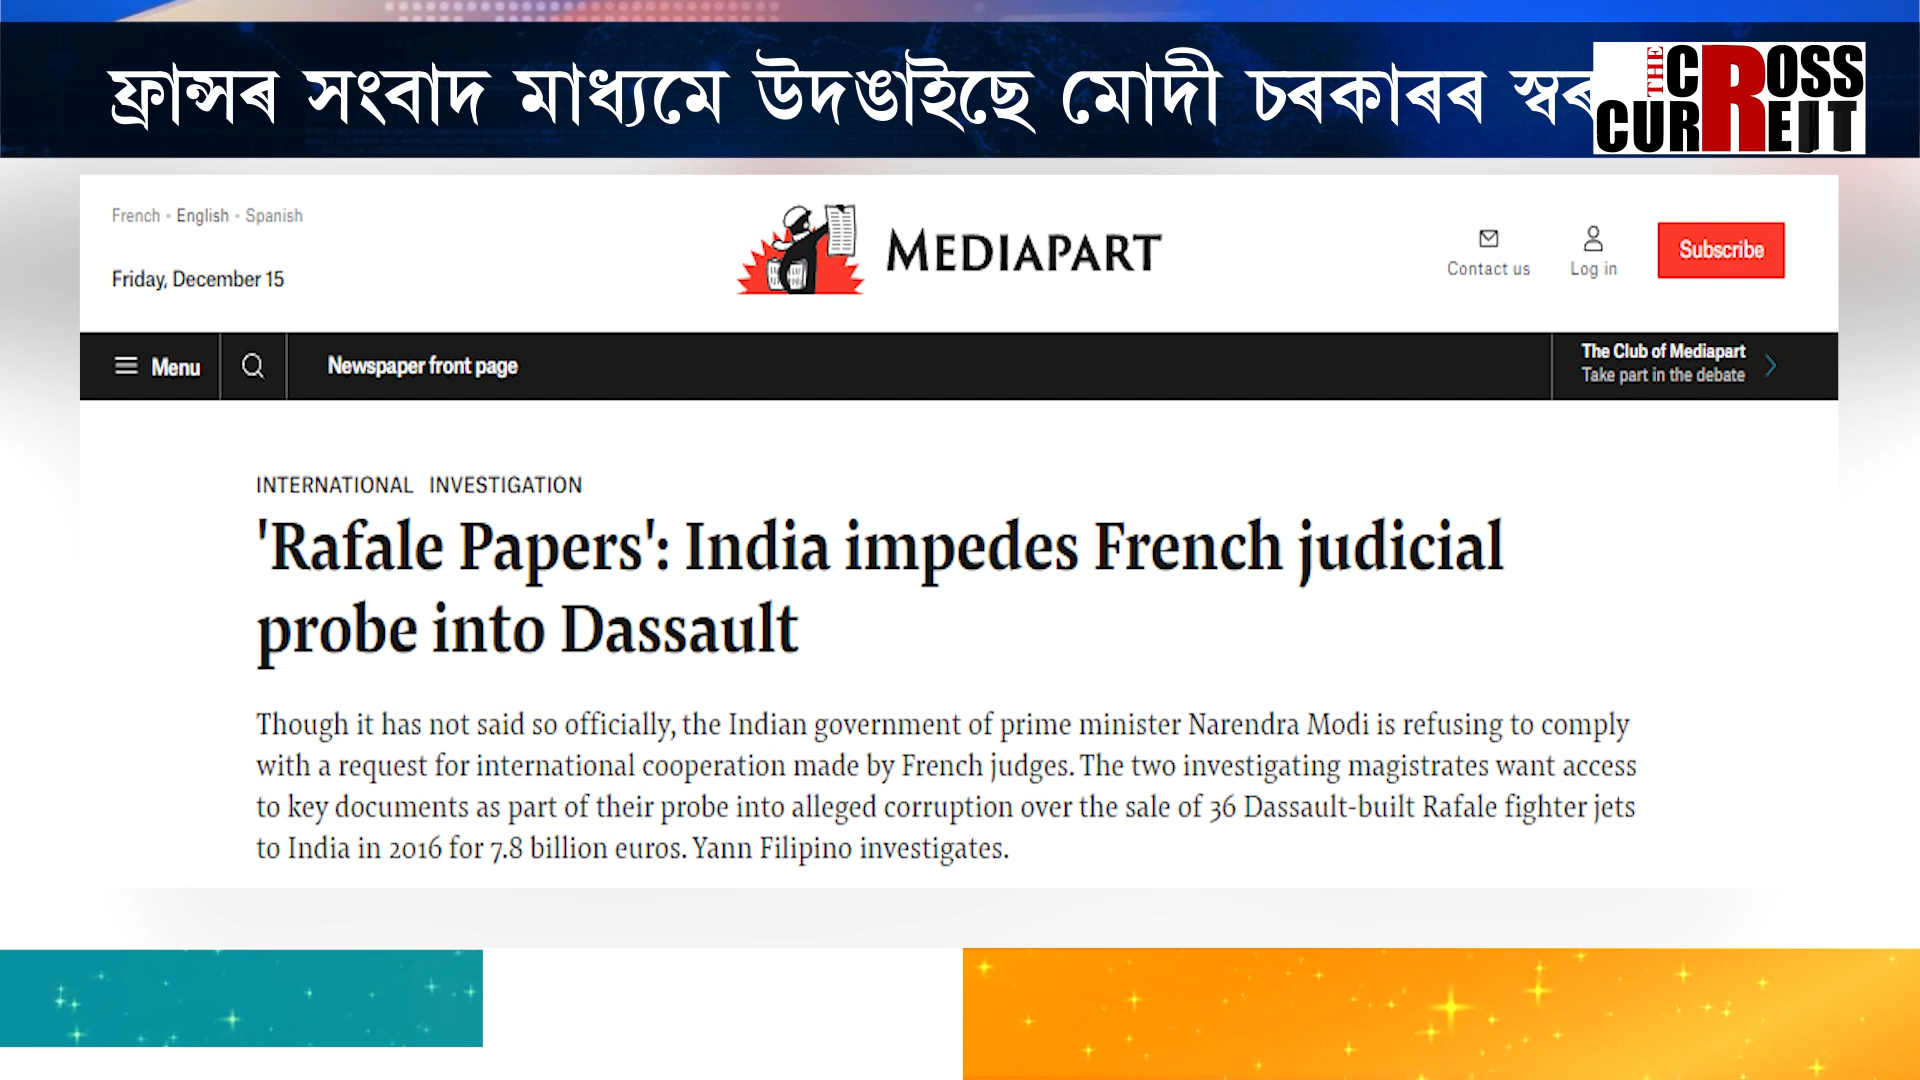 ফ্ৰান্সৰ সংবাদ মাধ্যমে উদঙাইছে মোদী চৰকাৰৰ
THE CROSS
CURRENT
French • English • Spanish
MEDIAPART
Contact us
Log in
Subscribe
Friday, December 15
Menu
Newspaper front page
The Club of Mediapart
Take part in the debate
INTERNATIONAL INVESTIGATION
'Rafale Papers': India impedes French judicial
probe into Dassault
Though it has not said so officially, the Indian government of prime minister Narendra Modi is refusing to comply
with a request for international cooperation made by French judges. The two investigating magistrates want access
to key documents as part of their probe into alleged corruption over the sale of 36 Dassault-built Rafale fighter jets
to India in 2016 for 7.8 billion euros. Yann Filipino investigates.